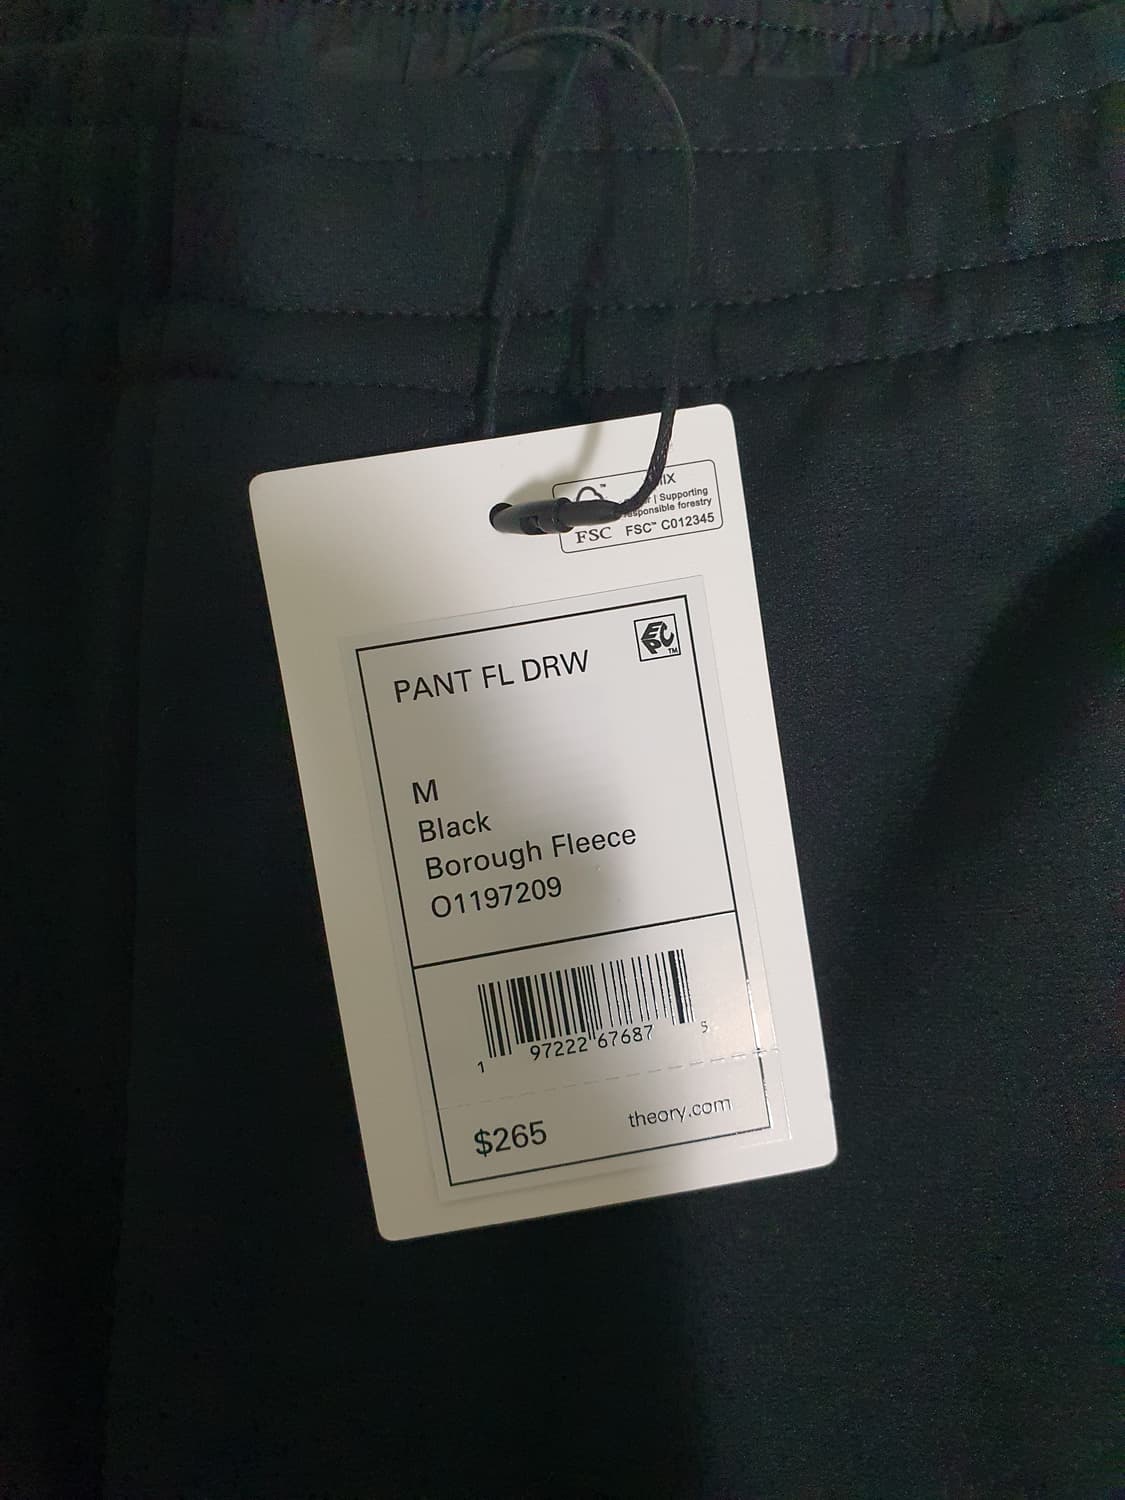 | Supporting
responsible forestry
FSC FSC™ C012345
EPC™
PANT FL DRW
M
Black
Borough Fleece
O1197209
1 97222 67687 5
$265
theory.com